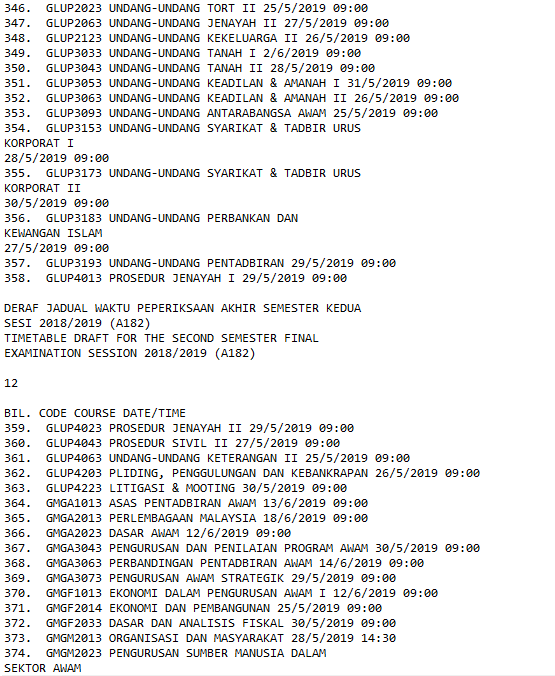 346.  GLUP2023 UNDANG-UNDANG TORT II 25/5/2019 09:00
347.  GLUP2063 UNDANG-UNDANG JENAYAH II 27/5/2019 09:00
348.  GLUP2123 UNDANG-UNDANG KEKELUARGA II 26/5/2019 09:00
349.  GLUP3033 UNDANG-UNDANG TANAH I 2/6/2019 09:00
350.  GLUP3043 UNDANG-UNDANG TANAH II 28/5/2019 09:00
351.  GLUP3053 UNDANG-UNDANG KEADILAN & AMANAH I 31/5/2019 09:00
352.  GLUP3063 UNDANG-UNDANG KEADILAN & AMANAH II 26/5/2019 09:00
353.  GLUP3093 UNDANG-UNDANG ANTARABANGSA AWAM 25/5/2019 09:00
354.  GLUP3153 UNDANG-UNDANG SYARIKAT & TADBIR URUS
KORPORAT I
28/5/2019 09:00
355.  GLUP3173 UNDANG-UNDANG SYARIKAT & TADBIR URUS
KORPORAT II
30/5/2019 09:00
356.  GLUP3183 UNDANG-UNDANG PERBANKAN DAN
KEWANGAN ISLAM
27/5/2019 09:00
357.  GLUP3193 UNDANG-UNDANG PENTADBIRAN 29/5/2019 09:00
358.  GLUP4013 PROSEDUR JENAYAH I 29/5/2019 09:00
DERAF JADUAL WAKTU PEPERIKSAAN AKHIR SEMESTER KEDUA
SESI 2018/2019 (A182)
TIMETABLE DRAFT FOR THE SECOND SEMESTER FINAL
EXAMINATION SESSION 2018/2019 (A182)
12
BIL. CODE COURSE DATE/TIME
359.  GLUP4023 PROSEDUR JENAYAH II 29/5/2019 09:00
360.  GLUP4043 PROSEDUR SIVIL II 27/5/2019 09:00
361.  GLUP4063 UNDANG-UNDANG KETERANGAN II 25/5/2019 09:00
362.  GLUP4203 PLIDING, PENGGULUNGAN DAN KEBANKRAPAN 26/5/2019 09:00
363.  GLUP4223 LITIGASI & MOOTING 30/5/2019 09:00
364.  GMGA1013 ASAS PENTADBIRAN AWAM 13/6/2019 09:00
365.  GMGA2013 PERLEMBAGAAN MALAYSIA 18/6/2019 09:00
366.  GMGA2023 DASAR AWAM 12/6/2019 09:00
367.  GMGA3043 PENGURUSAN DAN PENILAIAN PROGRAM AWAM 30/5/2019 09:00
368.  GMGA3063 PERBANDINGAN PENTADBIRAN AWAM 14/6/2019 09:00
369.  GMGA3073 PENGURUSAN AWAM STRATEGIK 29/5/2019 09:00
370.  GMGF1013 EKONOMI DALAM PENGURUSAN AWAM I 12/6/2019 09:00
371.  GMGF2014 EKONOMI DAN PEMBANGUNAN 25/5/2019 09:00
372.  GMGF2033 DASAR DAN ANALISIS FISKAL 30/5/2019 09:00
373.  GMGM2013 ORGANISASI DAN MASYARAKAT 28/5/2019 14:30
374.  GMGM2023 PENGURUSAN SUMBER MANUSIA DALAM
SEKTOR AWAM